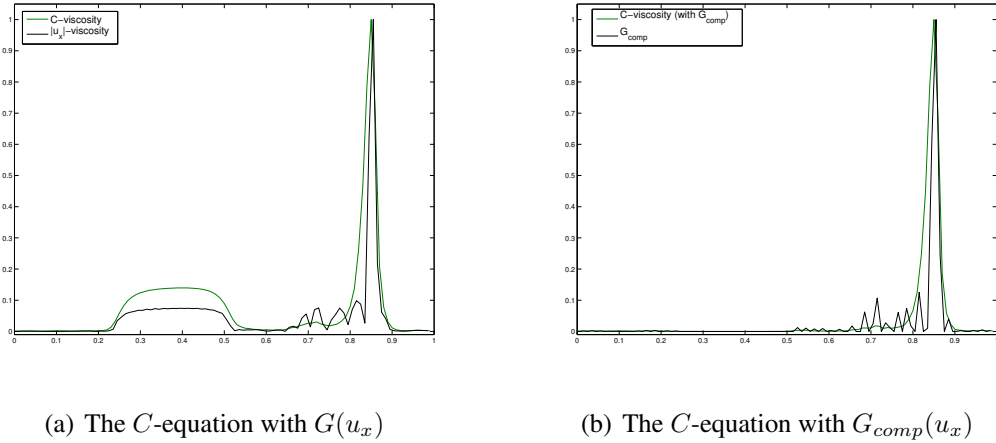 C−viscosity
|u_x|−viscosity
1
0.9
0.8
0.7
0.6
0.5
0.4
0.3
0.2
0.1
0
0 0.1 0.2 0.3 0.4 0.5 0.6 0.7 0.8 0.9 1
(a) The C-equation with G(u_x)
C−viscosity (with G_comp)
G_comp
1
0.9
0.8
0.7
0.6
0.5
0.4
0.3
0.2
0.1
0
0 0.1 0.2 0.3 0.4 0.5 0.6 0.7 0.8 0.9 1
(b) The C-equation with G_comp(u_x)